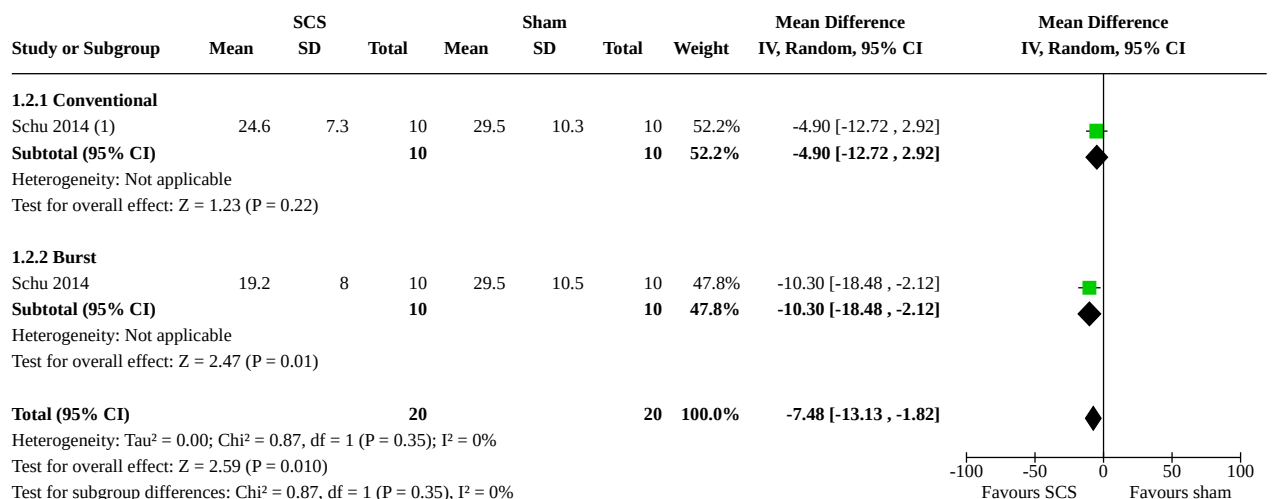 SCS Sham Mean Difference Mean Difference
Study or Subgroup Mean SD Total Mean SD Total Weight IV, Random, 95% CI IV, Random, 95% CI
1.2.1 Conventional
Schu 2014 (1) 24.6 7.3 10 29.5 10.3 10 52.2% -4.90 [-12.72 , 2.92]
Subtotal (95% CI) 10 10 52.2% -4.90 [-12.72 , 2.92]
Heterogeneity: Not applicable
Test for overall effect: Z = 1.23 (P = 0.22)
1.2.2 Burst
Schu 2014 19.2 8 10 29.5 10.5 10 47.8% -10.30 [-18.48 , -2.12]
Subtotal (95% CI) 10 10 47.8% -10.30 [-18.48 , -2.12]
Heterogeneity: Not applicable
Test for overall effect: Z = 2.47 (P = 0.01)
Total (95% CI) 20 20 100.0% -7.48 [-13.13 , -1.82]
Heterogeneity: Tau² = 0.00; Chi² = 0.87, df = 1 (P = 0.35); I² = 0%
Test for overall effect: Z = 2.59 (P = 0.010)
Test for subgroup differences: Chi² = 0.87, df = 1 (P = 0.35), I² = 0%
-100 -50 0 50 100
Favours SCS Favours sham